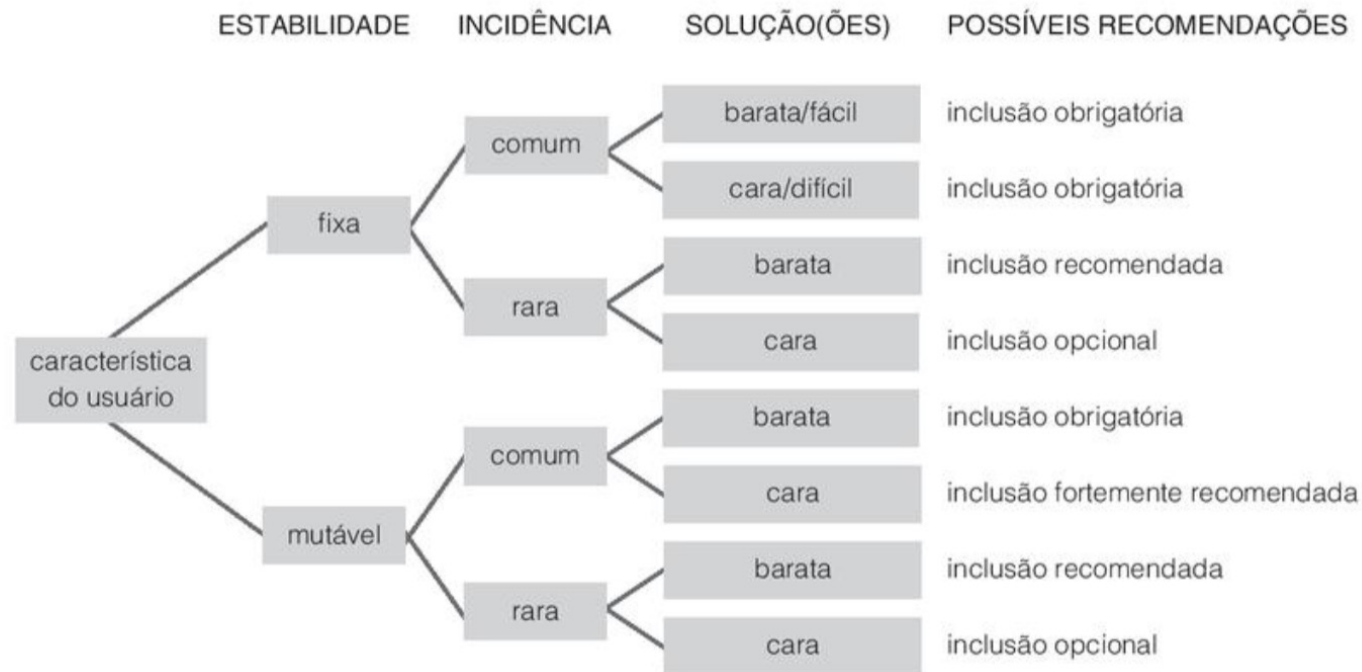 ESTABILIDADE INCIDÊNCIA SOLUÇÃO(ÕES) POSSÍVEIS RECOMENDAÇÕES
barata/fácil inclusão obrigatória
comum
cara/difícil inclusão obrigatória
fixa
barata inclusão recomendada
rara
cara inclusão opcional
característica
do usuário
barata inclusão obrigatória
comum
cara inclusão fortemente recomendada
mutável
barata inclusão recomendada
rara
cara inclusão opcional